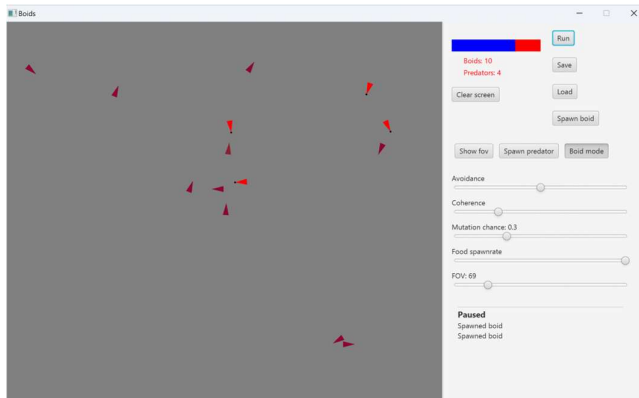 Boids
Run
Boids: 10
Predators: 4
Save
Clear screen
Load
Spawn boid
Show fov
Spawn predator
Boid mode
Avoidance
Coherence
Mutation chance: 0.3
Food spawnrate
FOV: 69
Paused
Spawned boid
Spawned boid